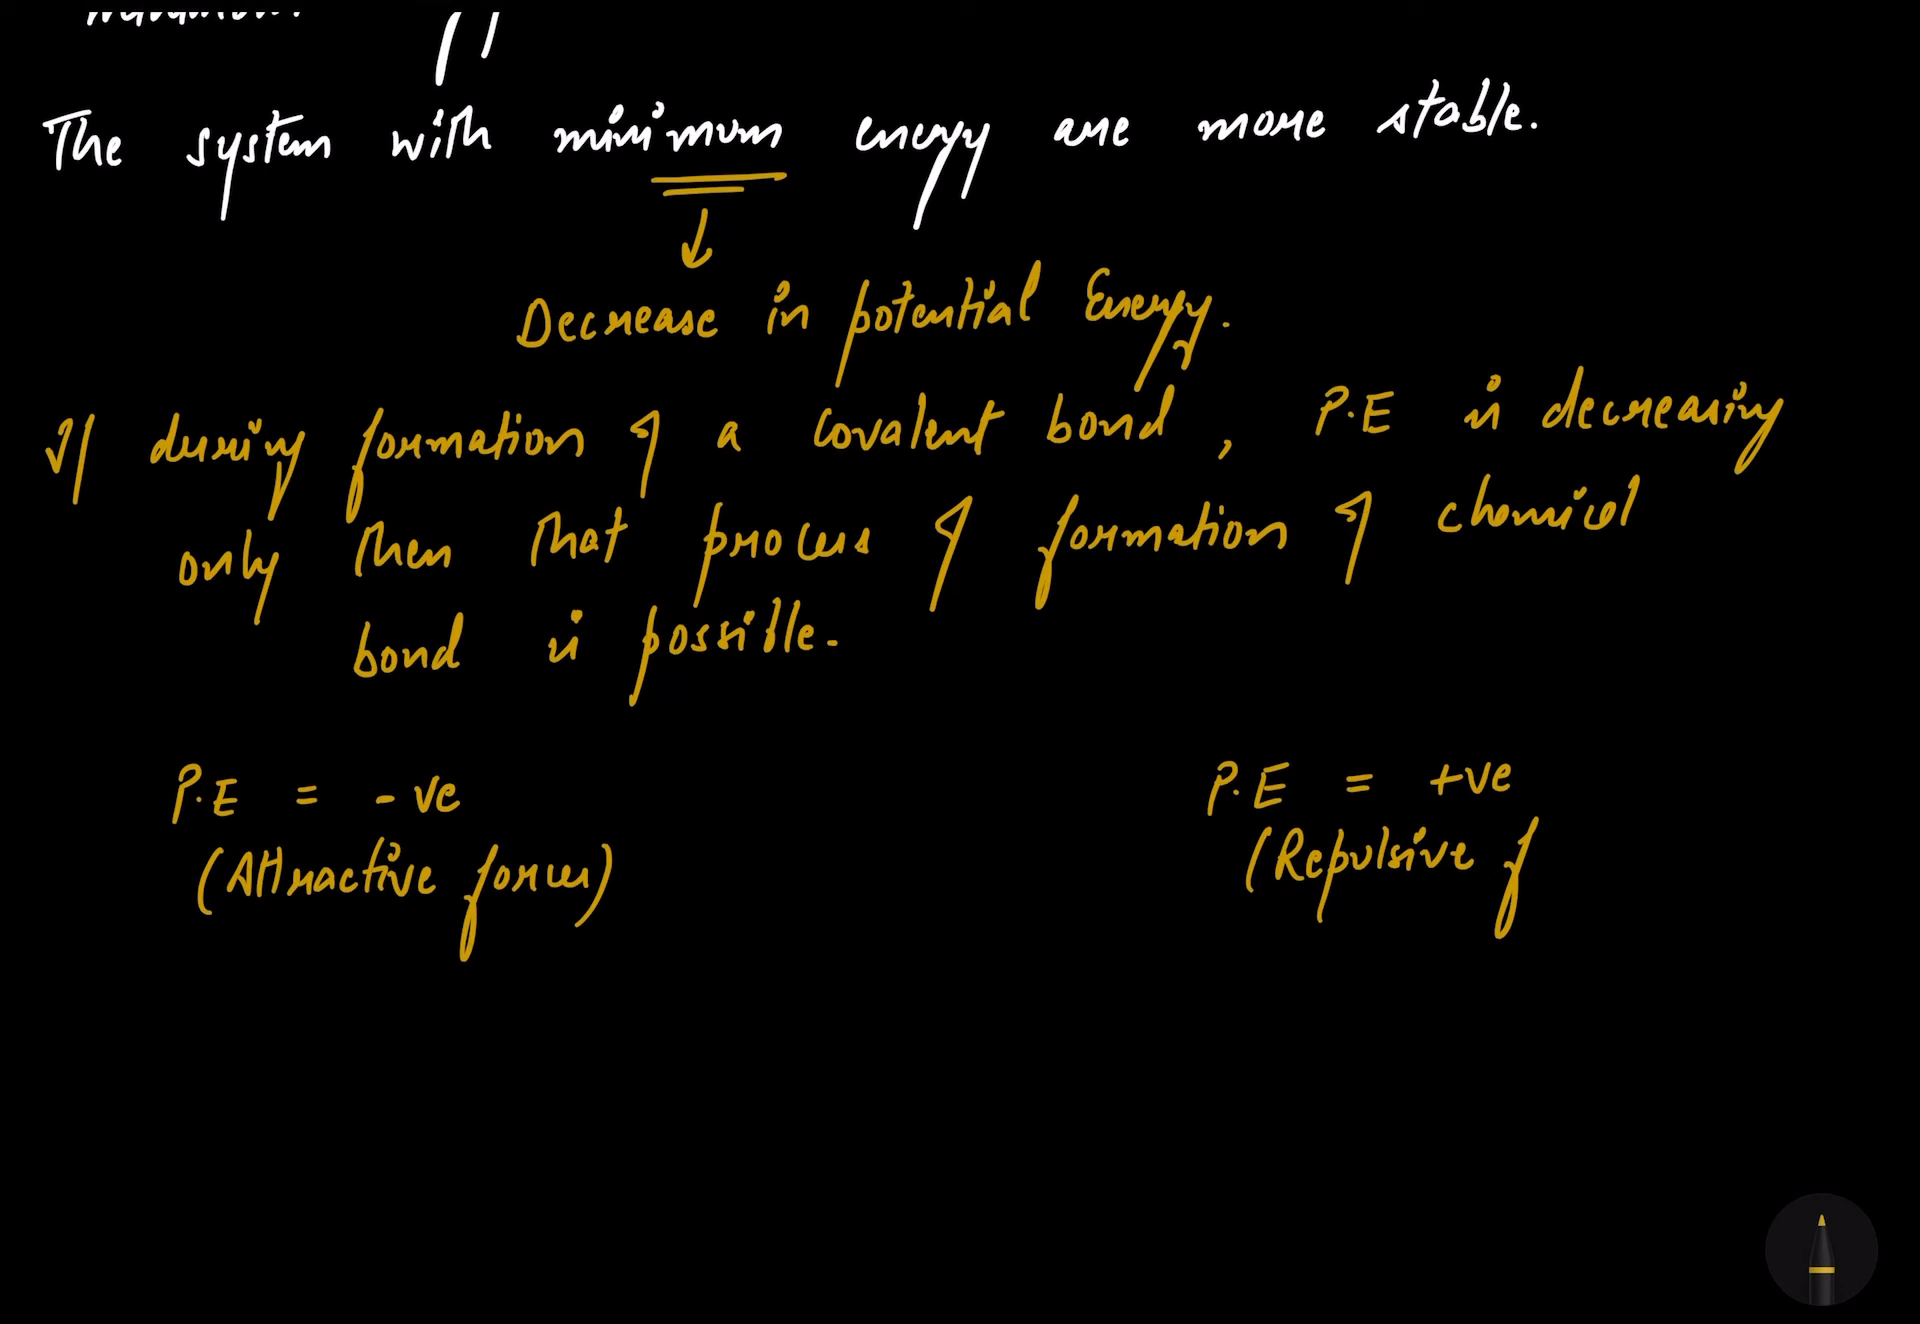 The system with minimum energy are more stable.
Decrease in potential Energy.
If during formation of a covalent bond, P.E is decreasing
only then that process of formation of chemical
bond is possible.
P.E = -ve
P.E = +ve
(Attractive forces)
(Repulsive f